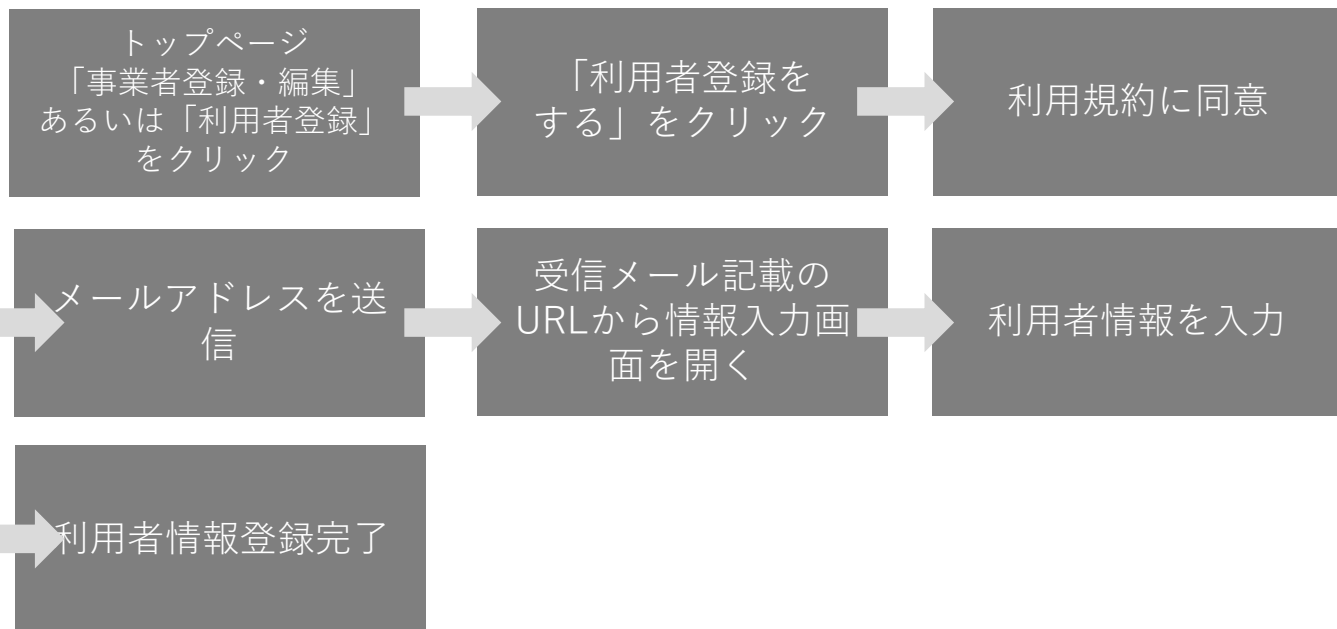 トップページ
「事業者登録・編集」
あるいは「利用者登録」
をクリック
「利用者登録を
する」をクリック
利用規約に同意
メールアドレスを送
信
受信メール記載の
URLから情報入力画
面を開く
利用者情報を入力
利用者情報登録完了